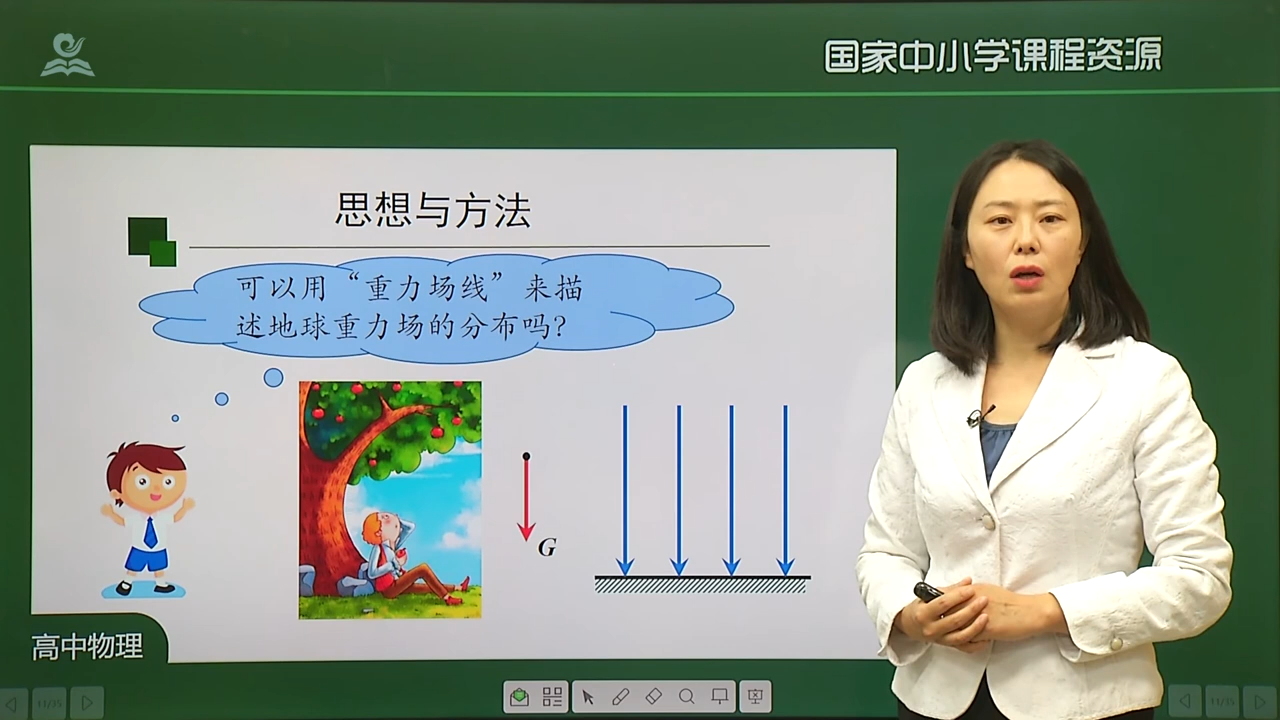 国家中小学课程资源
思想与方法
可以用“重力场线”来描
述地球重力场的分布吗?
G
高中物理